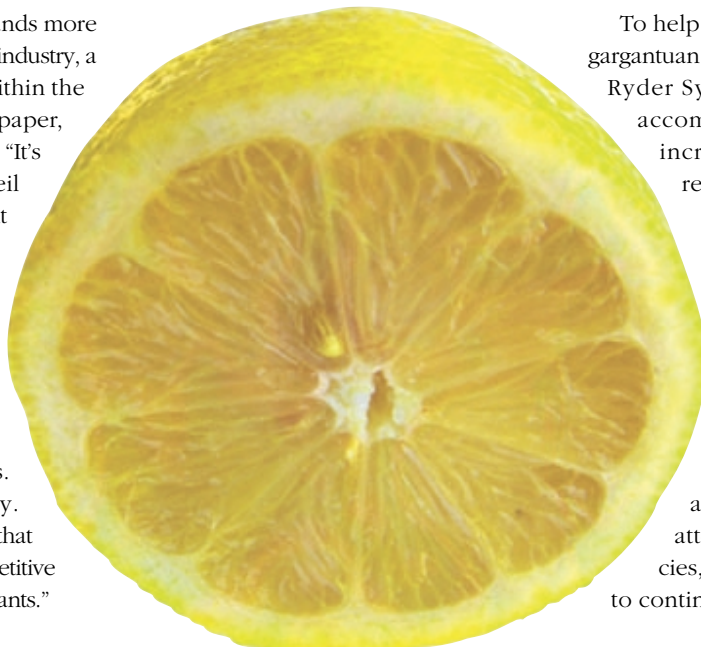 nds more
industry, a
ithin the
paper,
“It’s
eil
t
s.
y.
hat
etitive
ants.”
To help
gargantuan
Ryder Sy
accom
incr
re
a
att
cies,
to contin